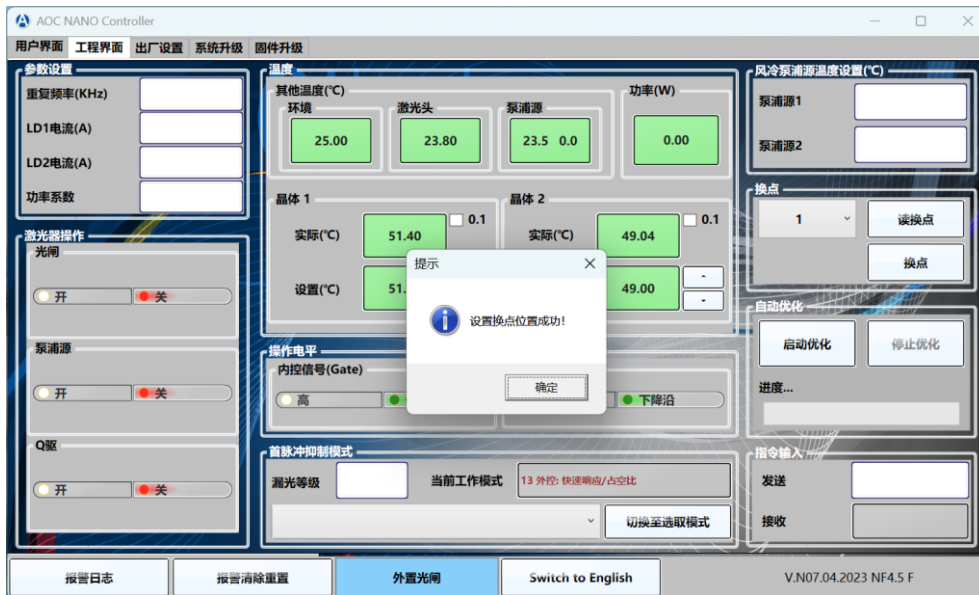 AOC NANO Controller
用户界面 工程界面 出厂设置 系统升级 固件升级
参数设置
重复频率(KHz)
LD1电流(A)
LD2电流(A)
功率系数
激光器操作
光闸
开 关
泵浦源
开 关
Q驱
开 关
温度
其他温度(℃)
环境 激光头 泵浦源
25.00 23.80 23.5 0.0
功率(W)
0.00
晶体 1
0.1
实际(℃) 51.40
设置(℃) 51.
晶体 2
0.1
实际(℃) 49.04
49.00
提示
设置换点位置成功!
确定
操作电平
内控信号(Gate)
高
下降沿
首脉冲抑制模式
漏光等级 当前工作模式 13 外控: 快速响应/占空比
切换至选取模式
风冷泵浦源温度设置(℃)
泵浦源1
泵浦源2
换点
1 读换点
换点
自动优化
启动优化 停止优化
进度...
指令输入
发送
接收
报警日志 报警清除重置 外置光闸 Switch to English V.N07.04.2023 NF4.5 F